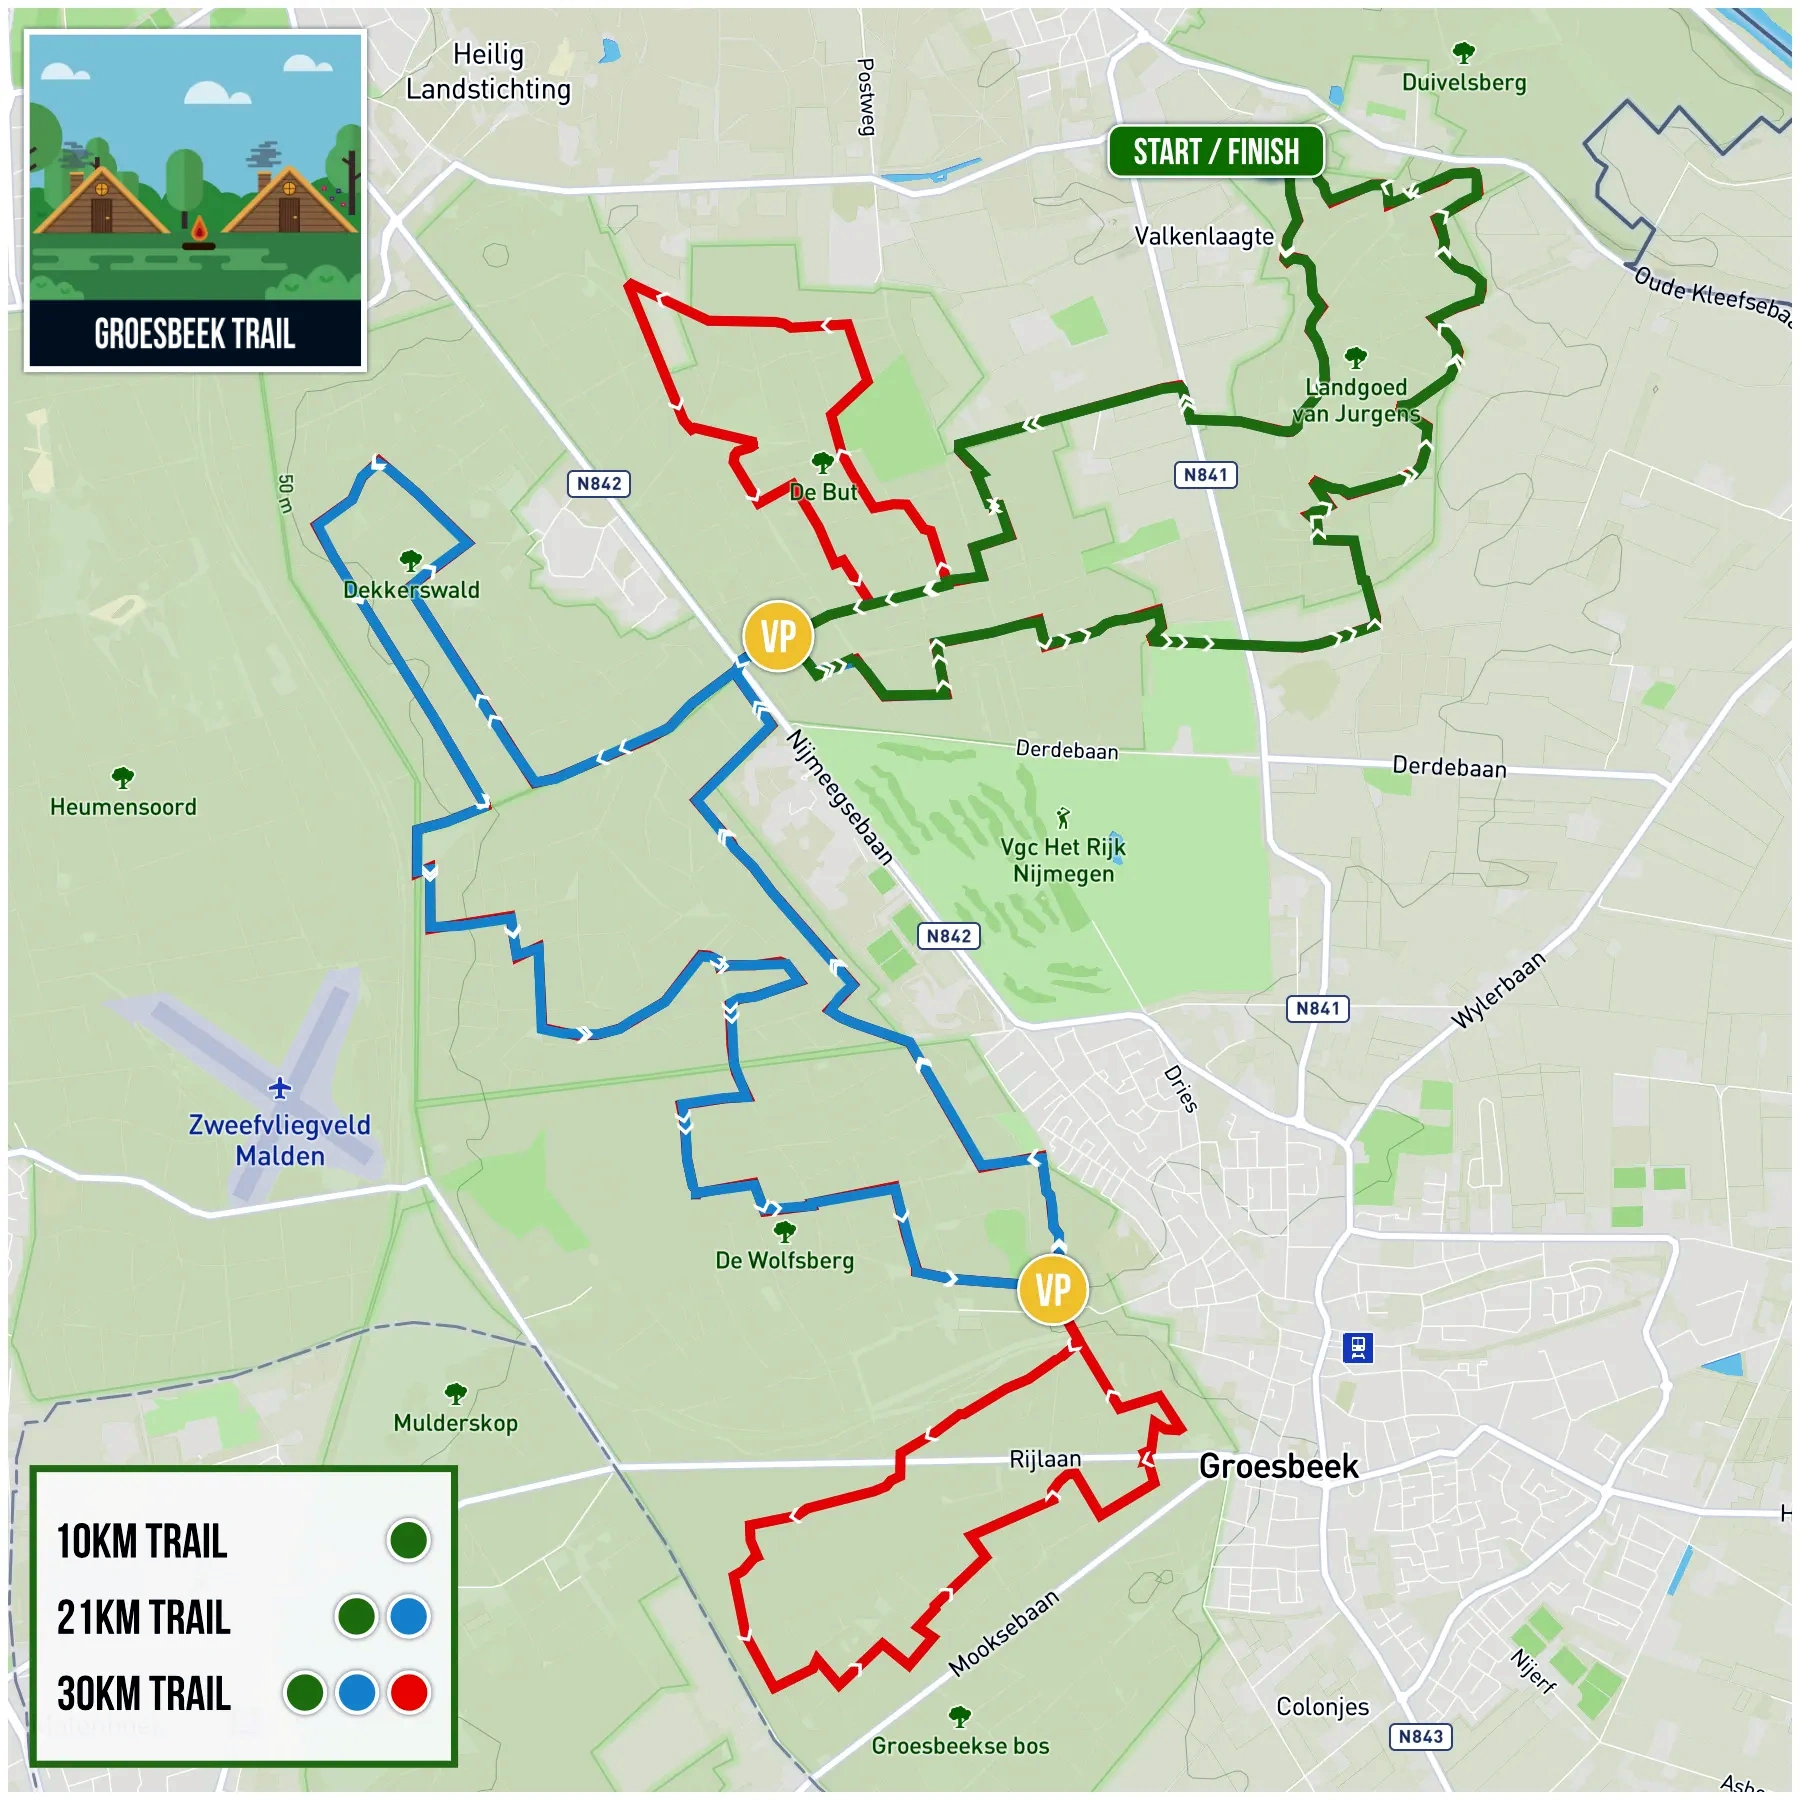 Heilig
Landstichting
Postweg
Duivelsberg
START / FINISH
Valkenlaagte
Oude Kleefsebaa
GROESBEEK TRAIL
Landgoed
van Jurgens
N842
N841
De But
50 m
Dekkerswald
VP
Nijmeegsebaan
Derdebaan
Derdebaan
Heumensoord
Vgc Het Rijk
Nijmegen
N842
N841
Wylerbaan
Dries
Zweefvliegveld
Malden
De Wolfsberg
VP
Mulderskop
Rijlaan
Groesbeek
H
10KM TRAIL
21KM TRAIL
30KM TRAIL
Mooksebaan
Nijerf
Colonjes
N843
Groesbeekse bos
Ashe